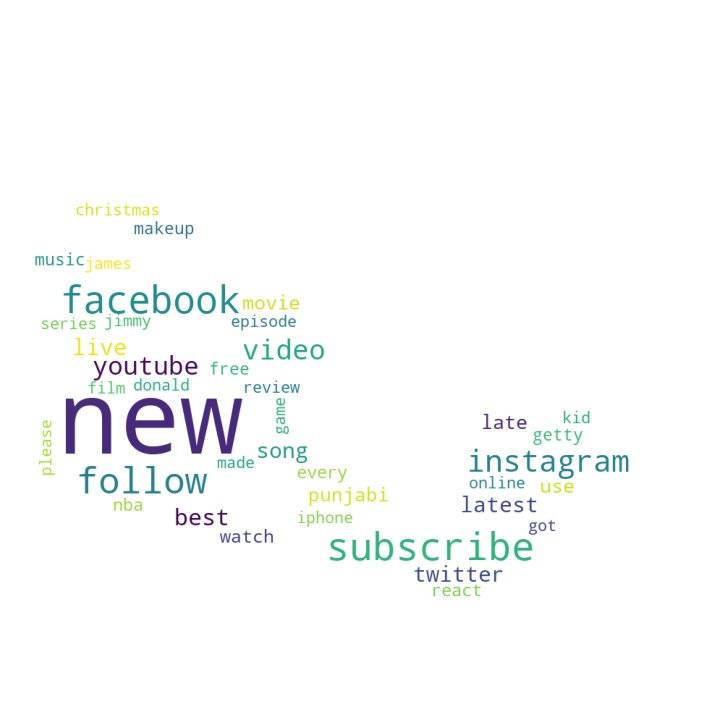 christmas
makeup
music
james
facebook
movie
series
jimmy
episode
live
video
youtube
free
film
donald
review
new
game
late
kid
getty
please
song
made
instagram
follow
every
online
use
punjabi
nba
latest
best
iphone
got
watch
subscribe
twitter
react